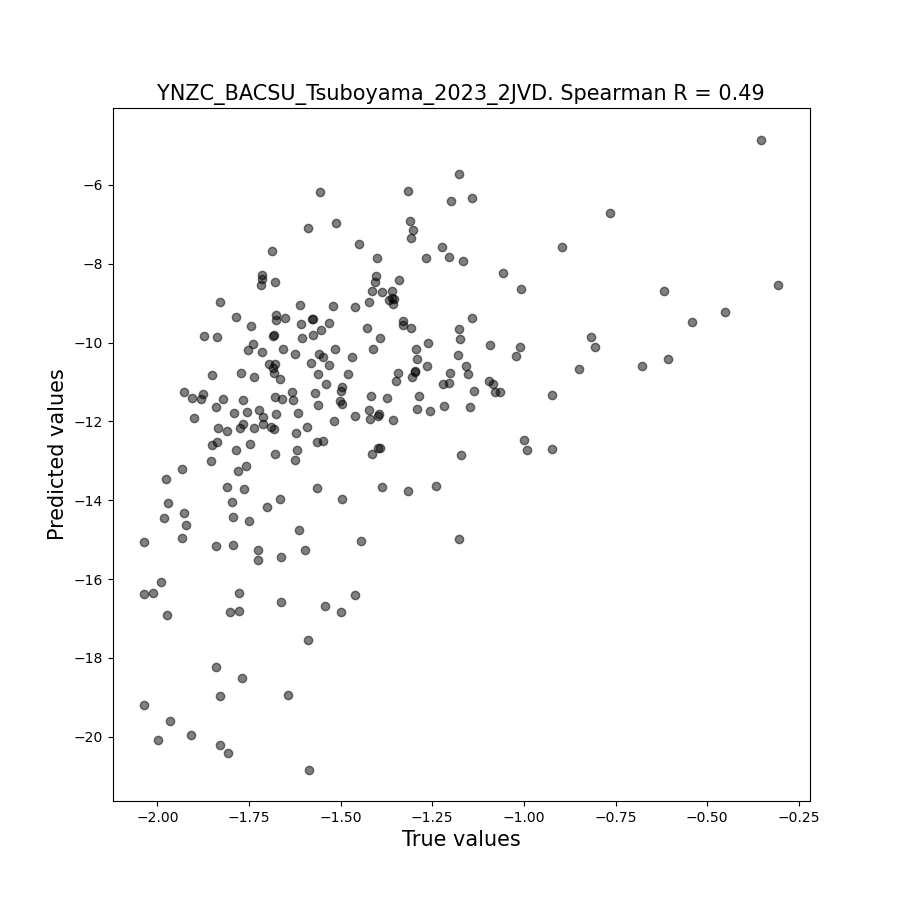 YNZC_BACSU_Tsuboyama_2023_2JVD. Spearman R = 0.49
Predicted values
−6
−8
−10
−12
−14
−16
−18
−20
−2.00 −1.75 −1.50 −1.25 −1.00 −0.75 −0.50 −0.25
True values